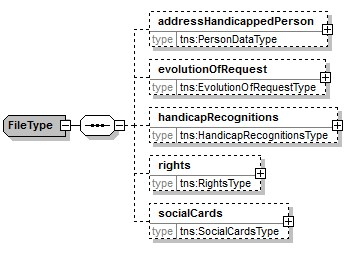 addressHandicappedPerson
type tns:PersonDataType
evolutionOfRequest
type tns:EvolutionOfRequestType
FileType
handicapRecognitions
type tns:HandicapRecognitionsType
rights
type tns:RightsType
socialCards
type tns:SocialCardsType